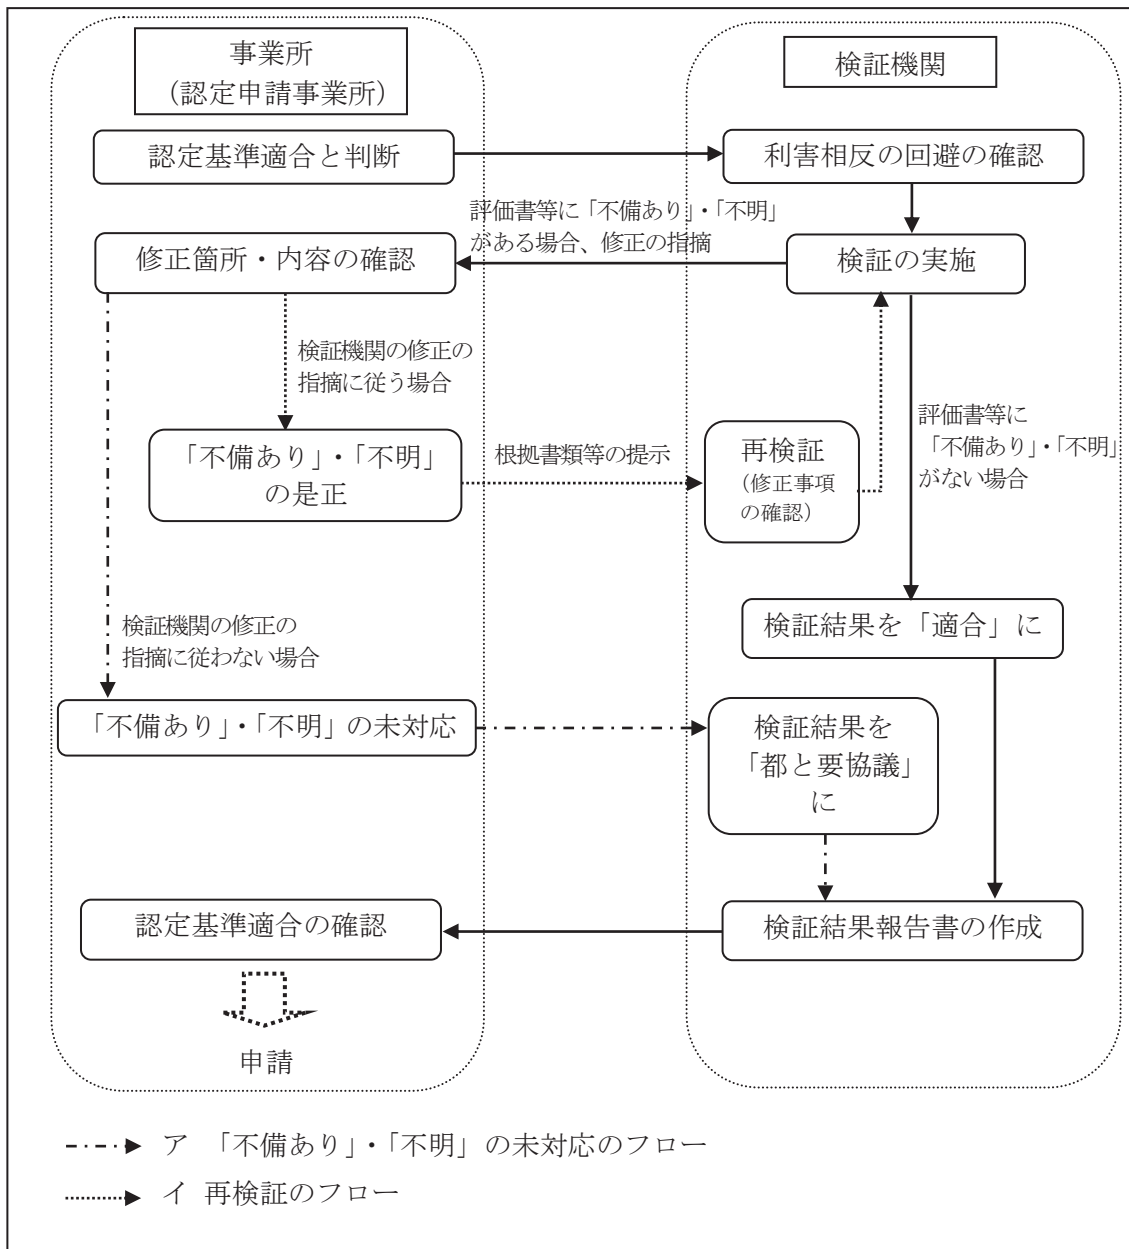 事業所
（認定申請事業所）
検証機関
認定基準適合と判断
利害相反の回避の確認
評価書等に「不備あり」・「不明」
がある場合、修正の指摘
修正箇所・内容の確認
検証の実施
検証機関の修正の
指摘に従う場合
評価書等に
「不備あり」・「不明」
がない場合
「不備あり」・「不明」
の是正
根拠書類等の提示
再検証
（修正事項
の確認）
検証結果を「適合」に
検証機関の修正の
指摘に従わない場合
「不備あり」・「不明」の未対応
検証結果を
「都と要協議」
に
認定基準適合の確認
検証結果報告書の作成
申請
ア 「不備あり」・「不明」の未対応のフロー
イ 再検証のフロー